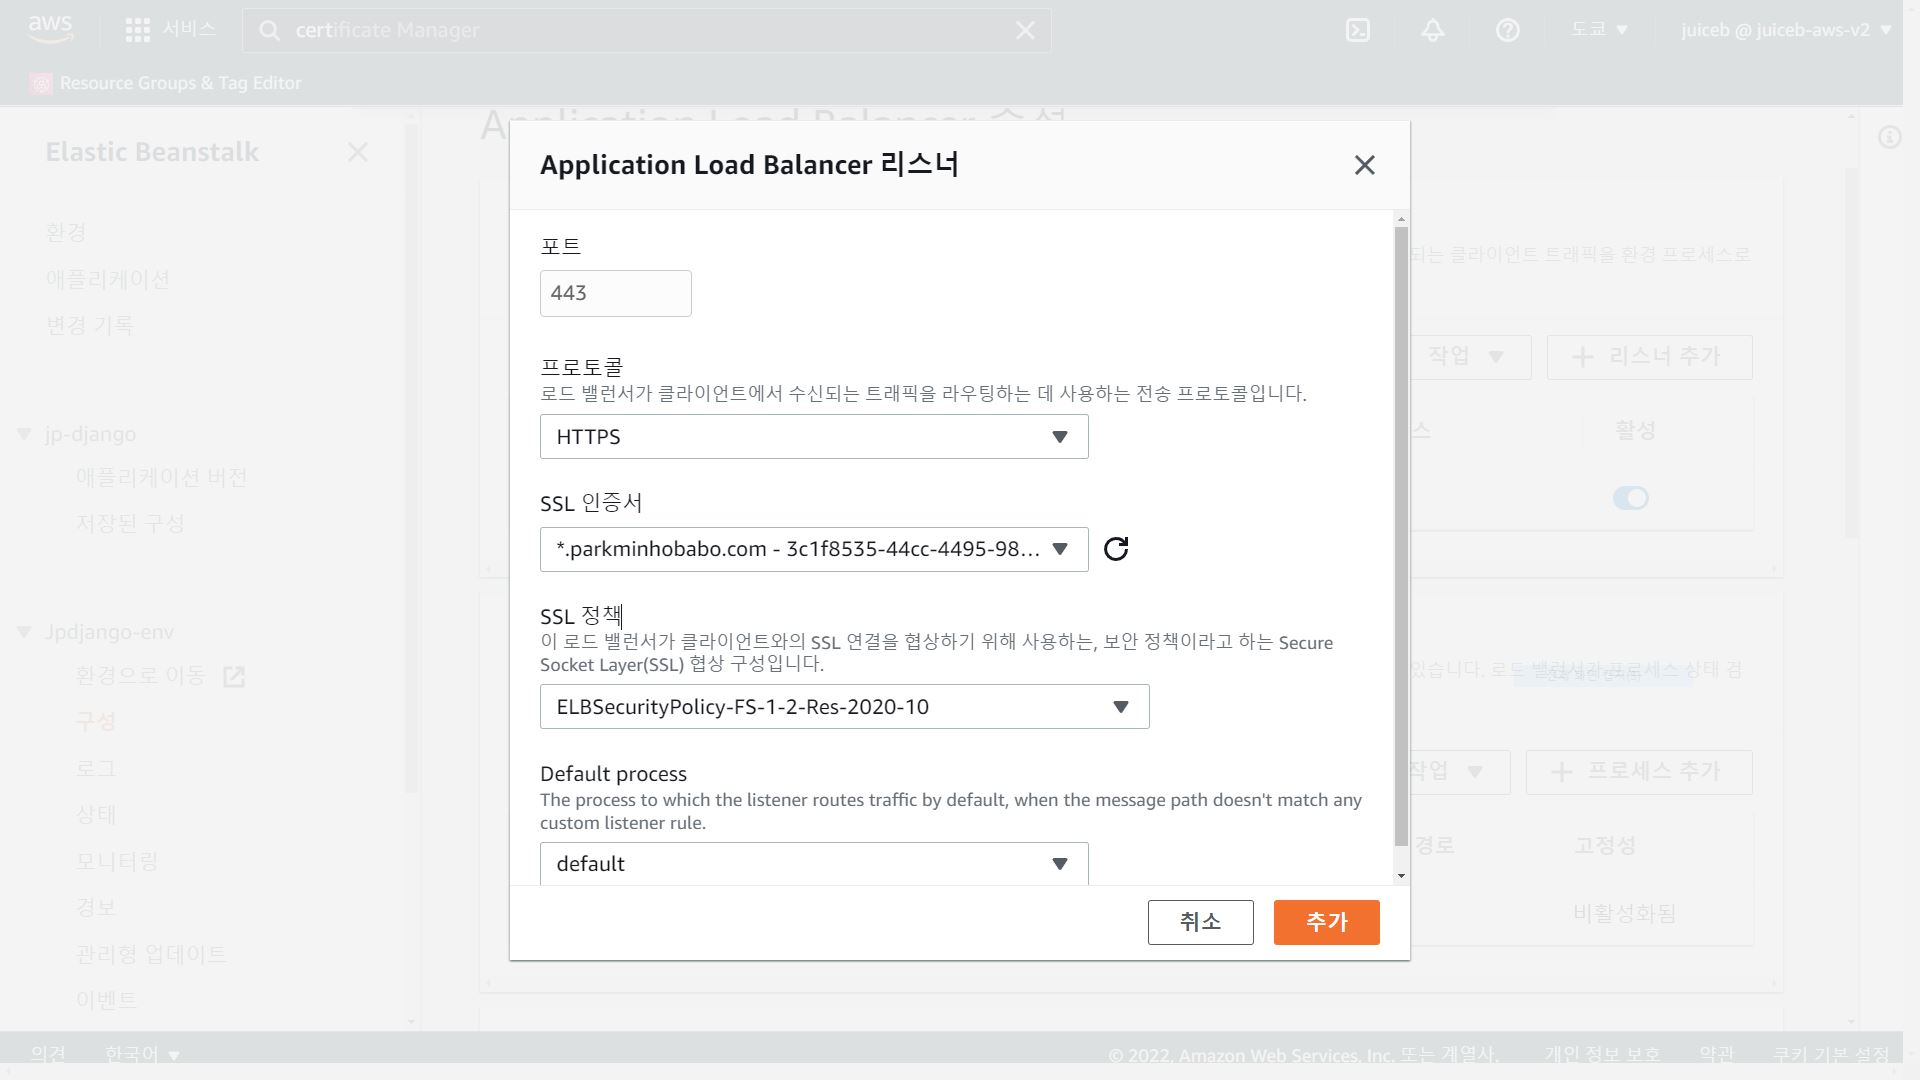 aws
서비스
certificate Manager
도쿄
juiceb @ juiceb-aws-v2
Resource Groups & Tag Editor
Elastic Beanstalk
환경
애플리케이션
변경 기록
jp-django
애플리케이션 버전
저장된 구성
Jpdjango-env
환경으로 이동
구성
로그
상태
모니터링
경보
관리형 업데이트
이벤트
Application Load Balancer 수성
Application Load Balancer 리스너
포트
443
프로토콜
로드 밸런서가 클라이언트에서 수신되는 트래픽을 라우팅하는 데 사용하는 전송 프로토콜입니다.
HTTPS
SSL 인증서
*.parkminhobabo.com - 3c1f8535-44cc-4495-98...
SSL 정책
이 로드 밸런서가 클라이언트와의 SSL 연결을 협상하기 위해 사용하는, 보안 정책이라고 하는 Secure
Socket Layer(SSL) 협상 구성입니다.
ELBSecurityPolicy-FS-1-2-Res-2020-10
Default process
The process to which the listener routes traffic by default, when the message path doesn't match any
custom listener rule.
default
취소
추가
되는 클라이언트 트래픽을 환경 프로세스로
작업
리스너 추가
스
활성
있습니다. 로드 밸런서가 프로세스 상태 검
작업
프로세스 추가
경로
고정성
비활성화됨
의견
한국어
© 2022, Amazon Web Services, Inc. 또는 계열사.
개인 정보 보호
약관
쿠키 기본 설정